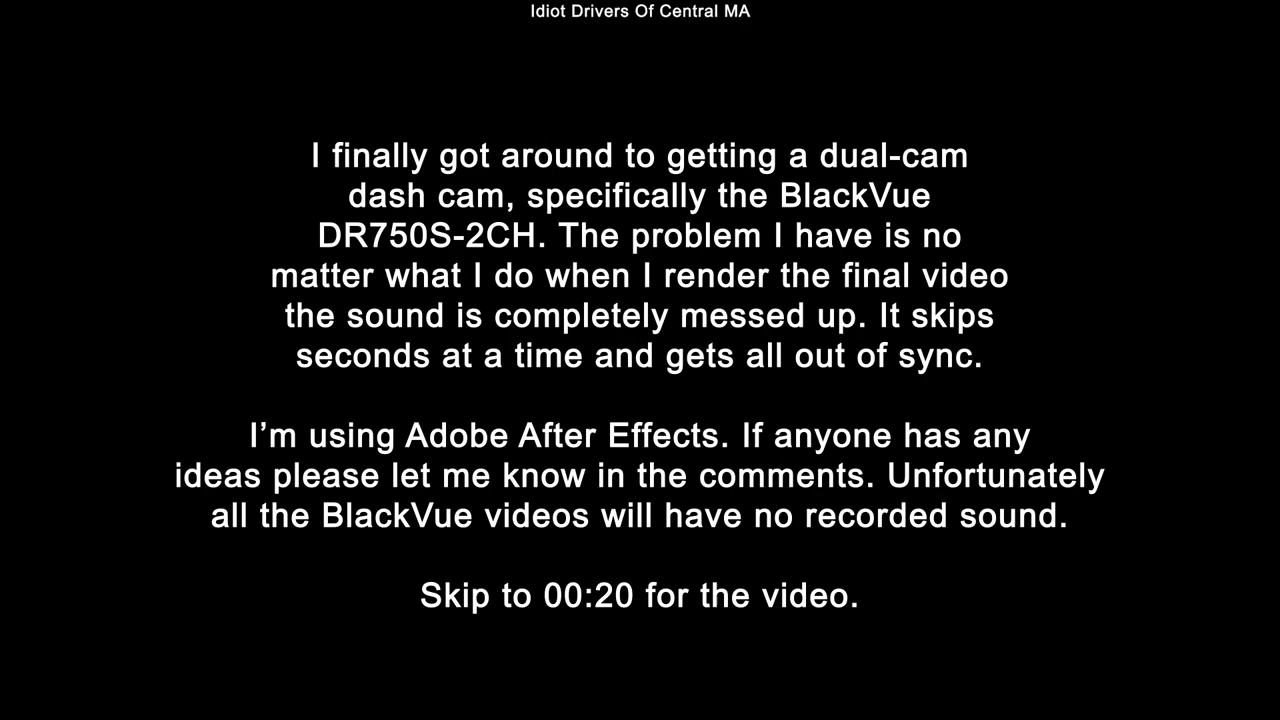 Idiot Drivers Of Central MA
I finally got around to getting a dual-cam
dash cam, specifically the BlackVue
DR750S-2CH. The problem I have is no
matter what I do when I render the final video
the sound is completely messed up. It skips
seconds at a time and gets all out of sync.
I’m using Adobe After Effects. If anyone has any
ideas please let me know in the comments. Unfortunately
all the BlackVue videos will have no recorded sound.
Skip to 00:20 for the video.